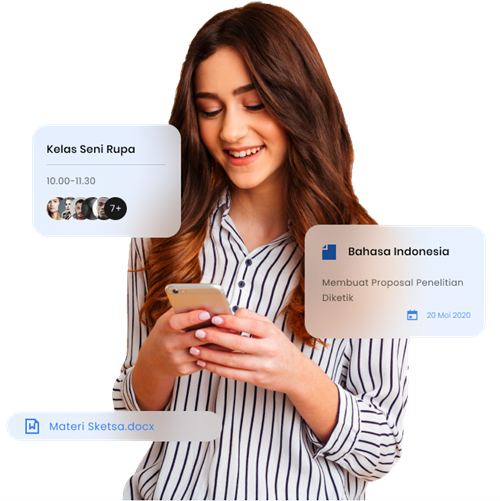 Kelas Seni Rupa
10.00-11.30
7+
Bahasa Indonesia
Membuat Proposal Penelitian
Diketik
20 Mei 2020
Materi Sketsa.docx